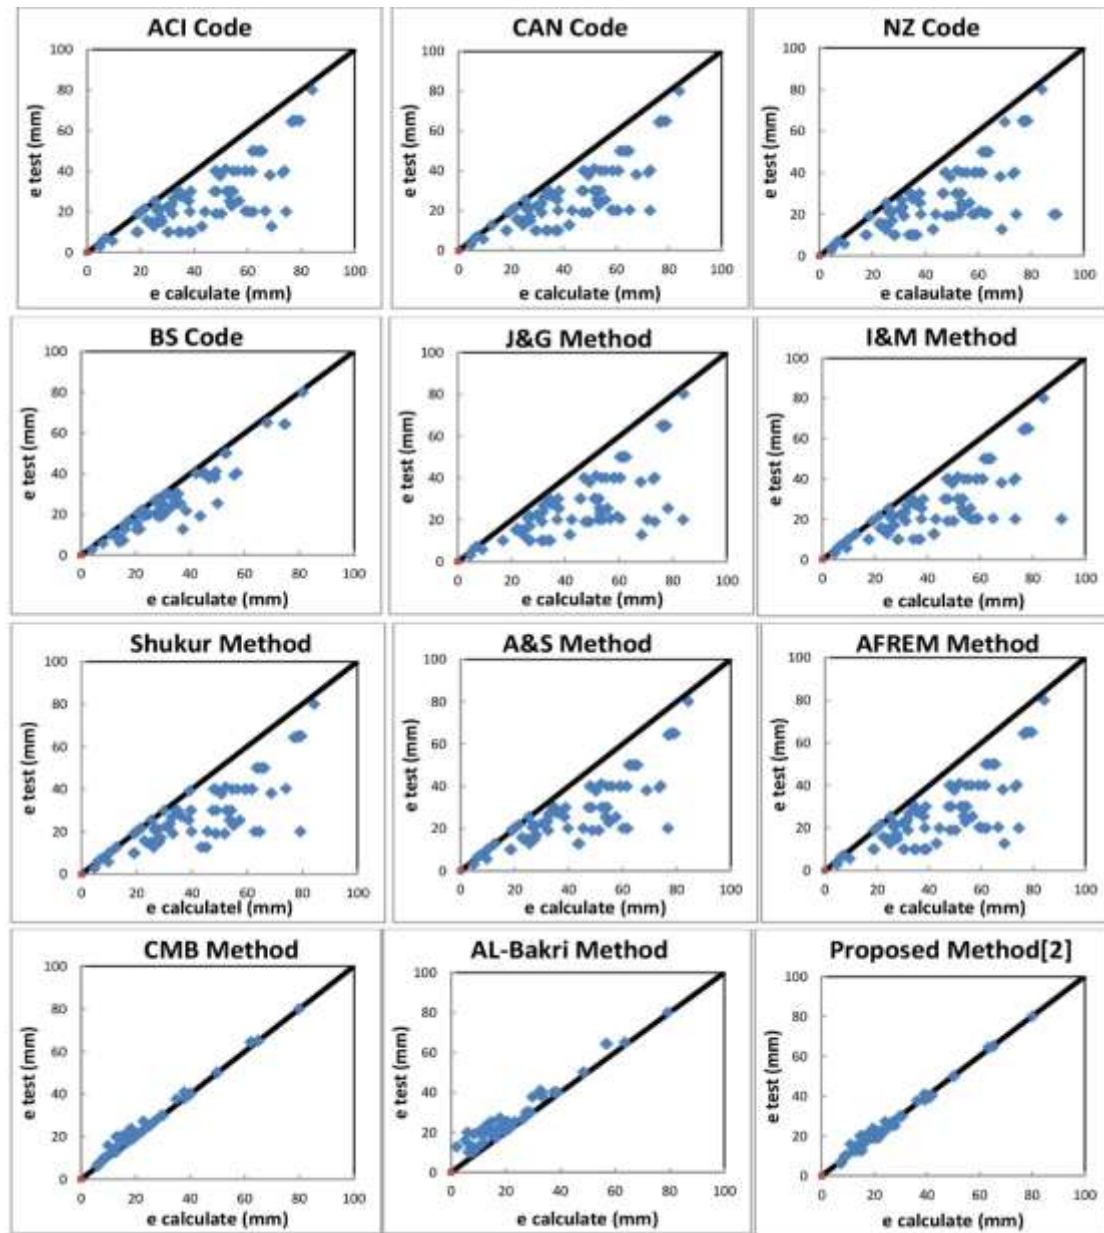 ACI Code
100
80
60
40
20
0
e test (mm)
0 20 40 60 80 100
e calculate (mm)
CAN Code
100
80
60
40
20
0
e test (mm)
0 20 40 60 80 100
e calculate (mm)
NZ Code
100
80
60
40
20
0
e test (mm)
0 20 40 60 80 100
e calaulate (mm)
BS Code
100
80
60
40
20
0
e test (mm)
0 20 40 60 80 100
e calculate (mm)
J&G Method
100
80
60
40
20
0
e test (mm)
0 20 40 60 80 100
e calculate (mm)
I&M Method
100
80
60
40
20
0
e test (mm)
0 20 40 60 80 100
e calculate (mm)
Shukur Method
100
80
60
40
20
0
e test (mm)
0 20 40 60 80 100
e calculatel (mm)
A&S Method
100
80
60
40
20
0
e test (mm)
0 20 40 60 80 100
e calculate (mm)
AFREM Method
100
80
60
40
20
0
e test (mm)
0 20 40 60 80 100
e calculate (mm)
CMB Method
100
80
60
40
20
0
e test (mm)
0 20 40 60 80 100
e calculate (mm)
AL-Bakri Method
100
80
60
40
20
0
e test (mm)
0 20 40 60 80 100
e calculate (mm)
Proposed Method[2]
100
80
60
40
20
0
e test (mm)
0 20 40 60 80 100
e calculate (mm)